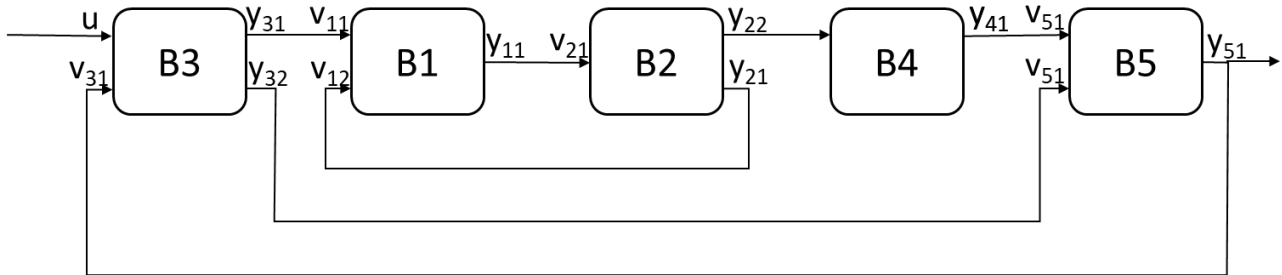 u y₃₁ v₁₁ y₂₂ y₄₁ v₅₁
B3 B1 y₁₁ v₂₁ B2 B4 B5 y₅₁
v₃₁ y₃₂ v₁₂ y₂₁ v₅₁